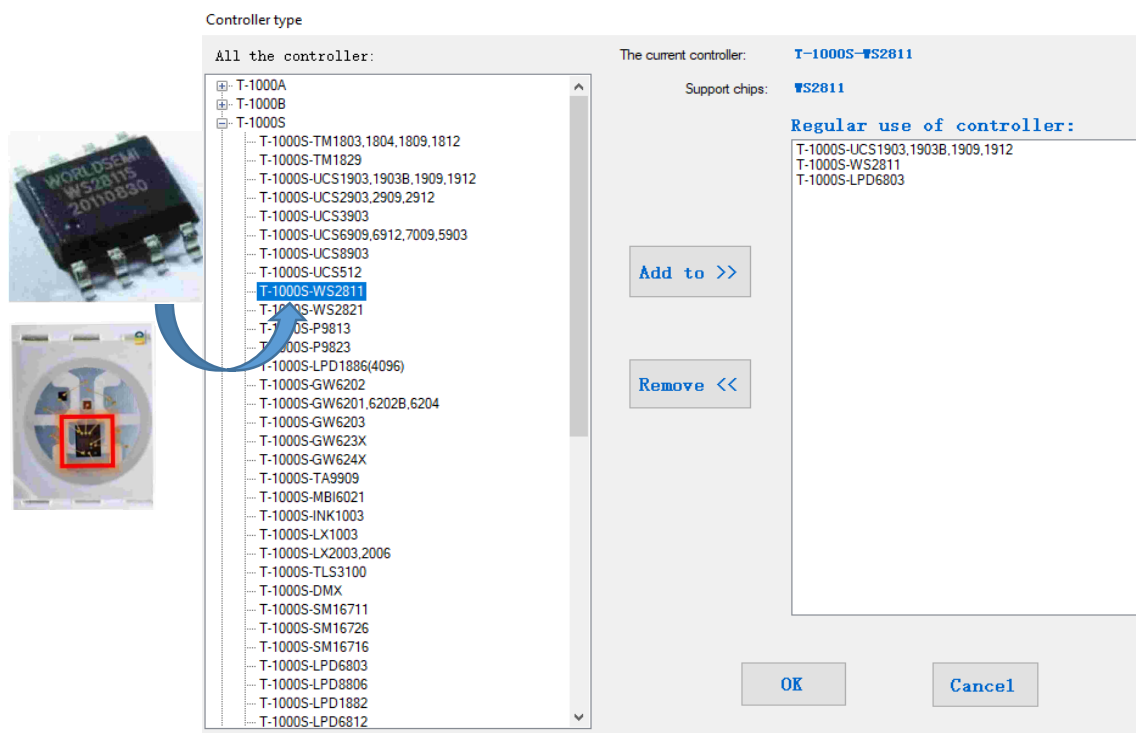 Controller type
All the controller:
T-1000A
T-1000B
T-1000S
T-1000S-TM1803,1804,1809,1812
T-1000S-TM1829
T-1000S-UCS1903,1903B,1909,1912
T-1000S-UCS2903,2909,2912
T-1000S-UCS3903
T-1000S-UCS6909,6912,7009,5903
T-1000S-UCS8903
T-1000S-UCS512
T-1000S-WS2811
T-1000S-WS2821
T-1000S-P9813
T-1000S-P9823
T-1000S-LPD1886(4096)
T-1000S-GW6202
T-1000S-GW6201,6202B,6204
T-1000S-GW6203
T-1000S-GW623X
T-1000S-GW624X
T-1000S-TA9909
T-1000S-MBI6021
T-1000S-INK1003
T-1000S-LX1003
T-1000S-LX2003,2006
T-1000S-TLS3100
T-1000S-DMX
T-1000S-SM16711
T-1000S-SM16726
T-1000S-SM16716
T-1000S-LPD6803
T-1000S-LPD8806
T-1000S-LPD1882
T-1000S-LPD6812
The current controller: T-1000S-WS2811
Support chips: WS2811
Regular use of controller:
T-1000S-UCS1903,1903B,1909,1912
T-1000S-WS2811
T-1000S-LPD6803
Add to >>
Remove <<
OK
Cancel
WORLDSEMI
WS2811S
20110830